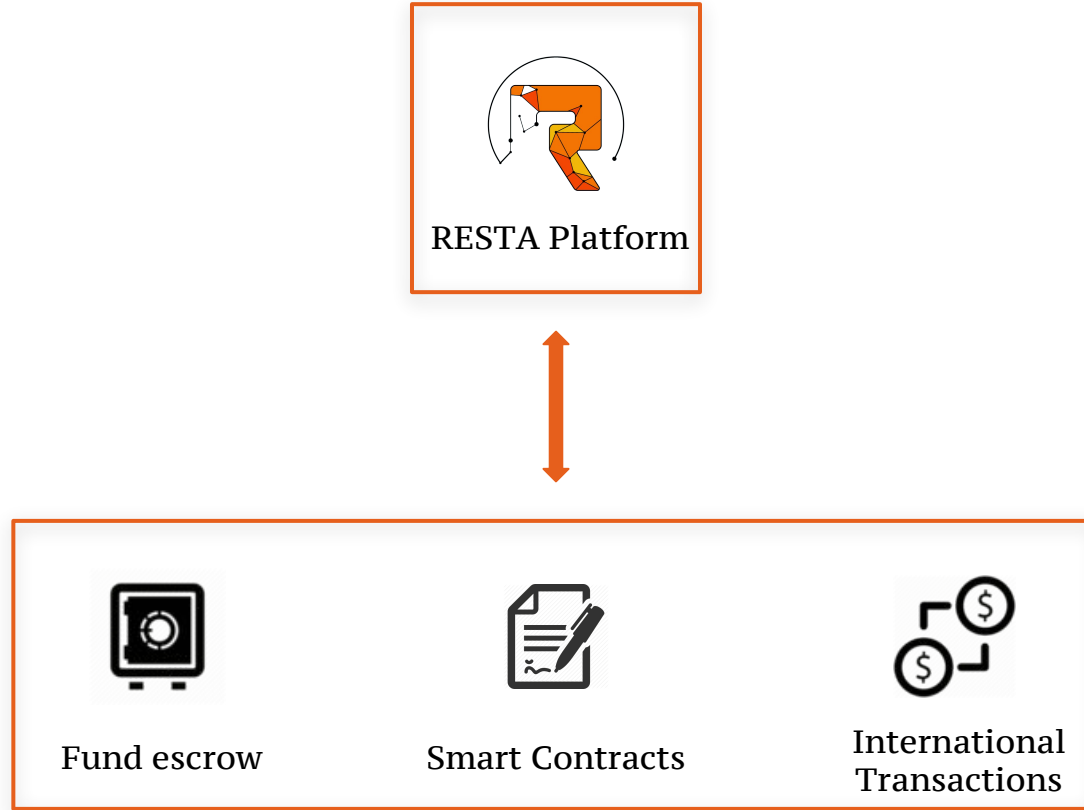 RESTA Platform
Fund escrow
Smart Contracts
International
Transactions
$
$